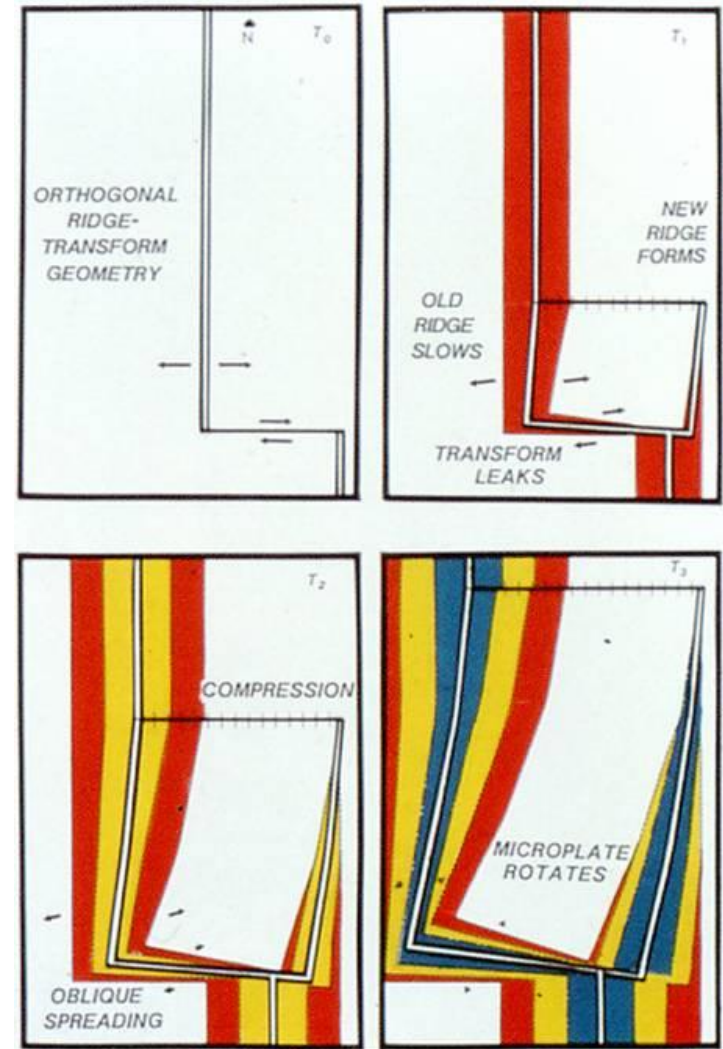 N
T₀
ORTHOGONAL
RIDGE-
TRANSFORM
GEOMETRY
T₁
NEW
RIDGE
FORMS
OLD
RIDGE
SLOWS
TRANSFORM
LEAKS
T₂
COMPRESSION
OBLIQUE
SPREADING
T₃
MICROPLATE
ROTATES